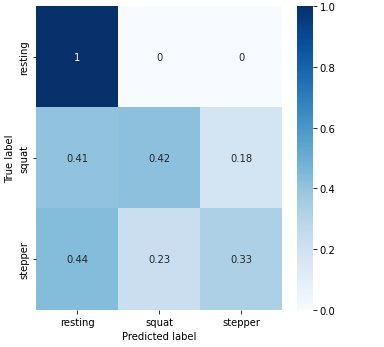 resting 1 0 0
squat 0.41 0.42 0.18
stepper 0.44 0.23 0.33
True label
resting squat stepper
Predicted label
1.0
0.8
0.6
0.4
0.2
0.0